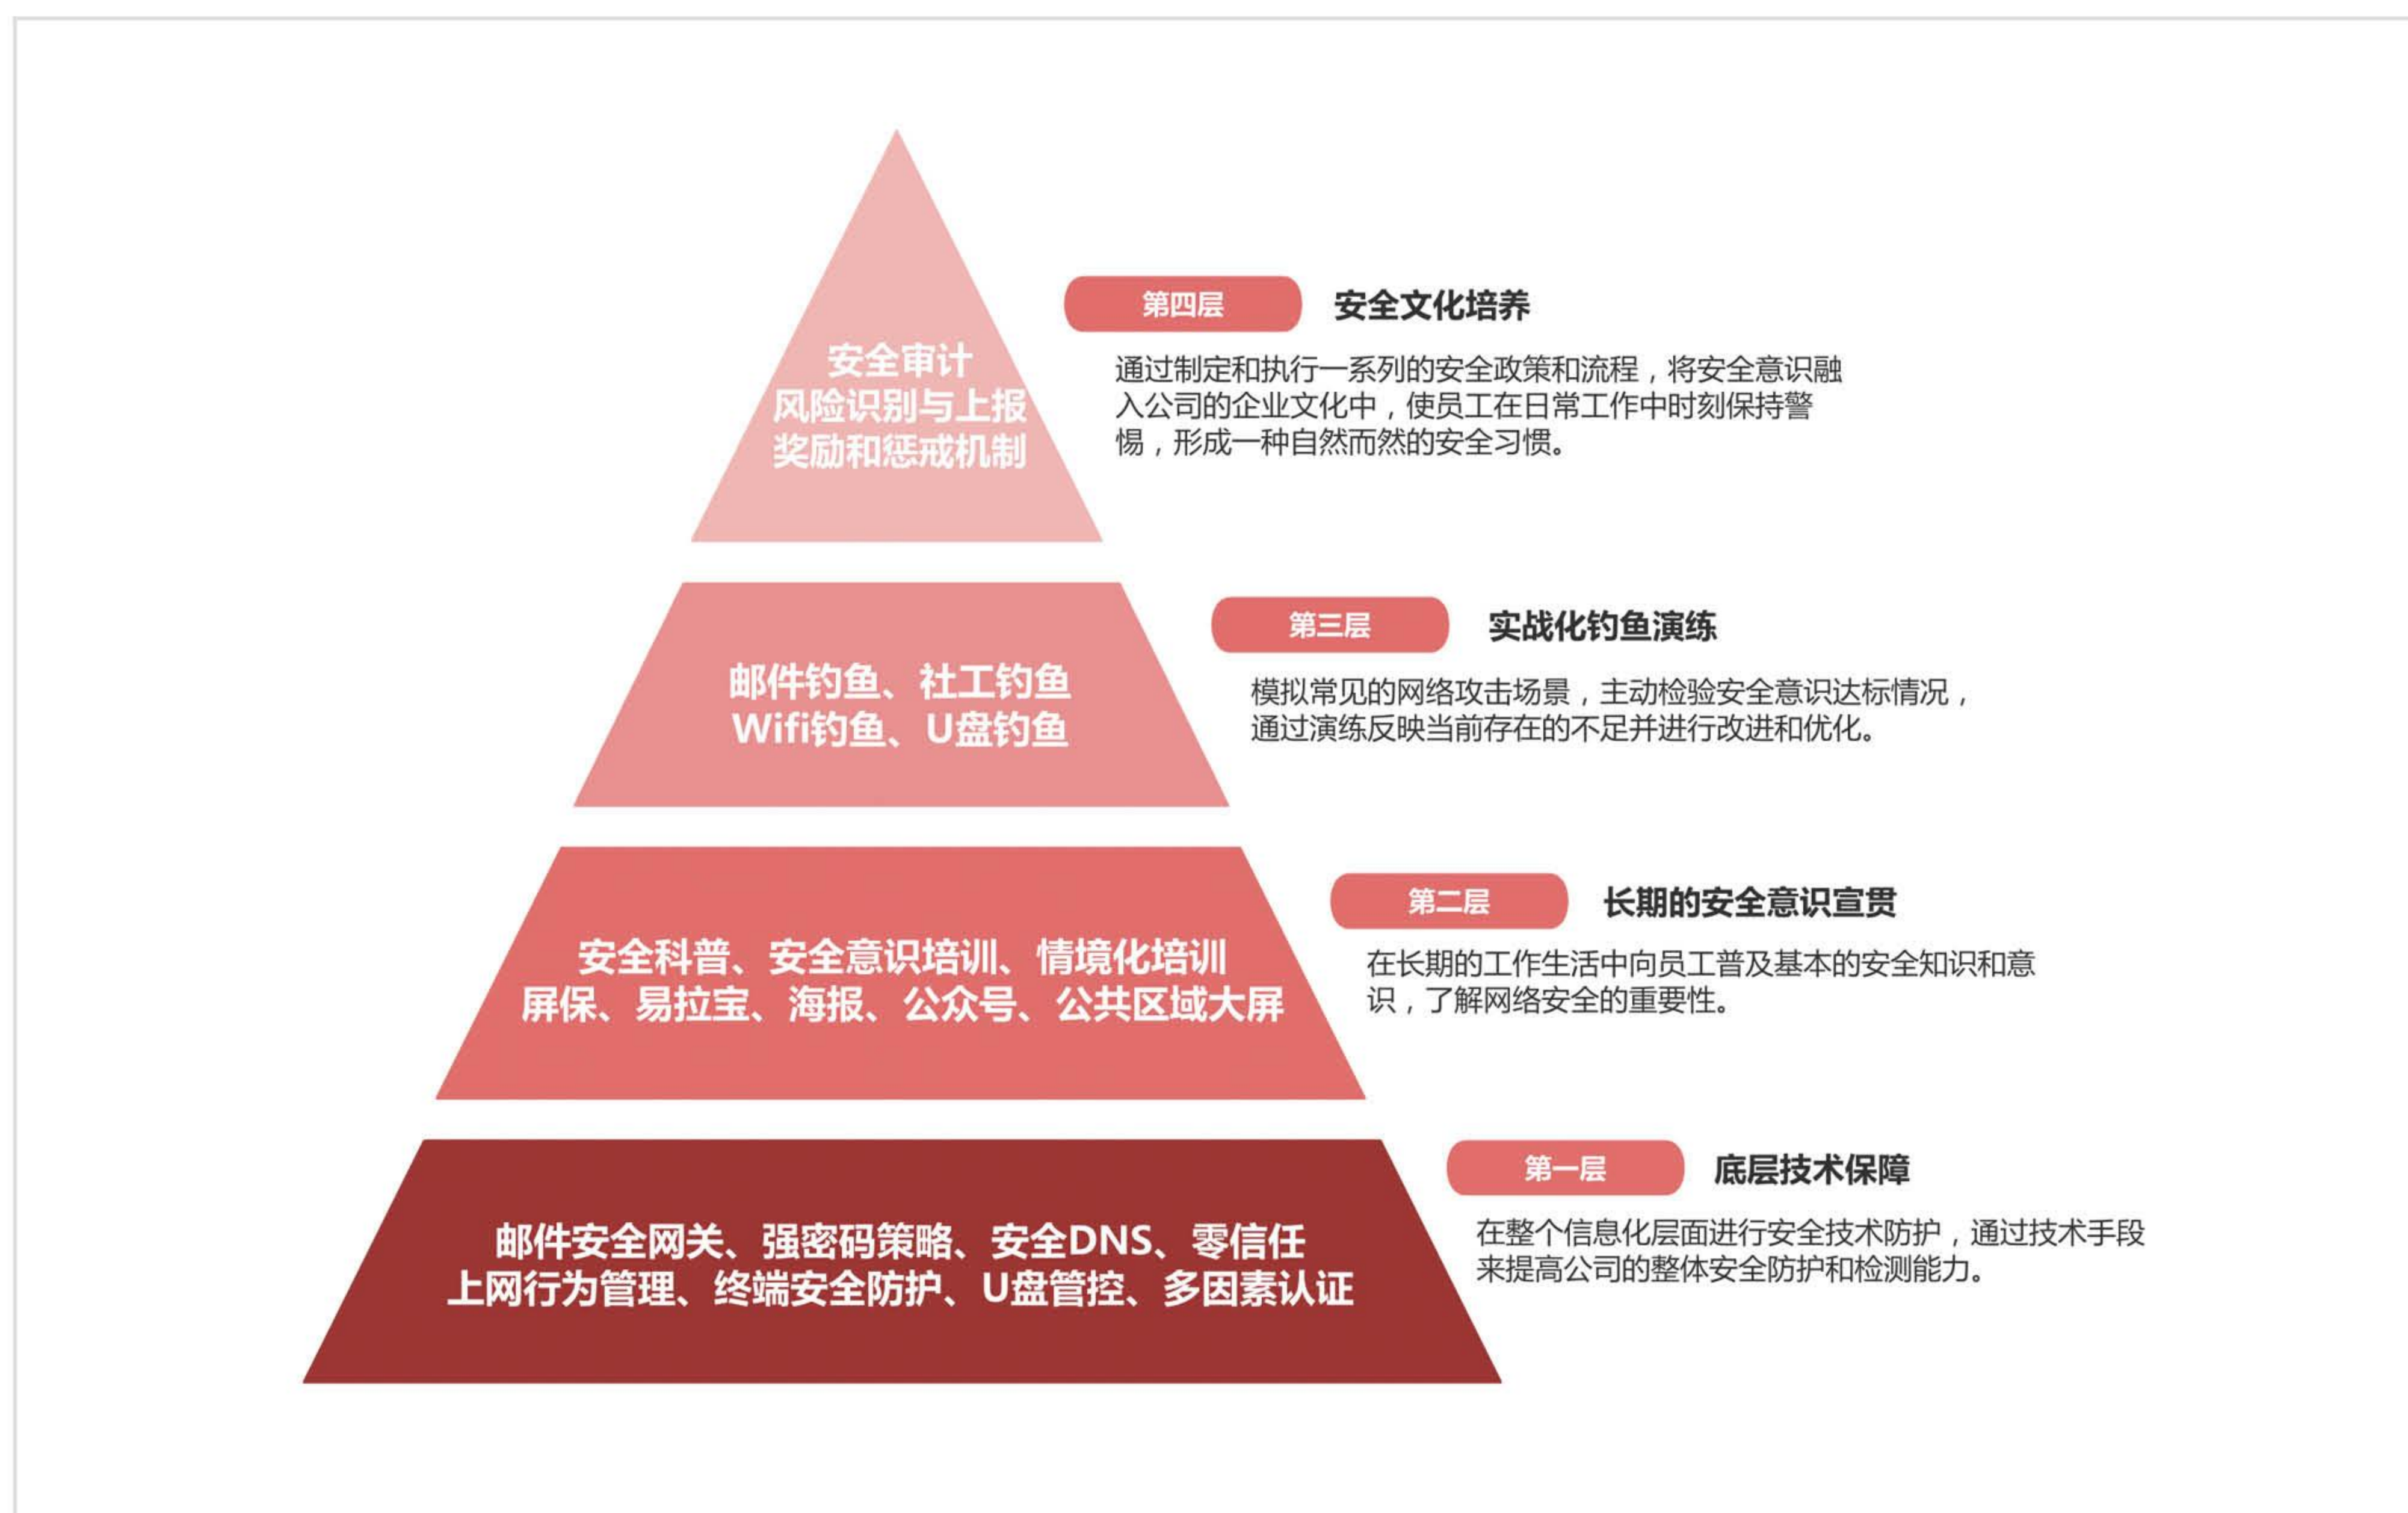 第四层
安全文化培养
安全审计
风险识别与上报
奖励和惩戒机制
通过制定和执行一系列的安全政策和流程，将安全意识融
入公司的企业文化中，使员工在日常工作中时刻保持警
惕，形成一种自然而然的安全习惯。
第三层
实战化钓鱼演练
邮件钓鱼、社工钓鱼
Wifi钓鱼、U盘钓鱼
模拟常见的网络攻击场景，主动检验安全意识达标情况，
通过演练反映当前存在的不足并进行改进和优化。
第二层
长期的安全意识宣贯
安全科普、安全意识培训、情境化培训
屏保、易拉宝、海报、公众号、公共区域大屏
在长期的工作生活中向员工普及基本的安全知识和意
识，了解网络安全的重要性。
第一层
底层技术保障
邮件安全网关、强密码策略、安全DNS、零信任
上网行为管理、终端安全防护、U盘管控、多因素认证
在整个信息化层面进行安全技术防护，通过技术手段
来提高公司的整体安全防护和检测能力。